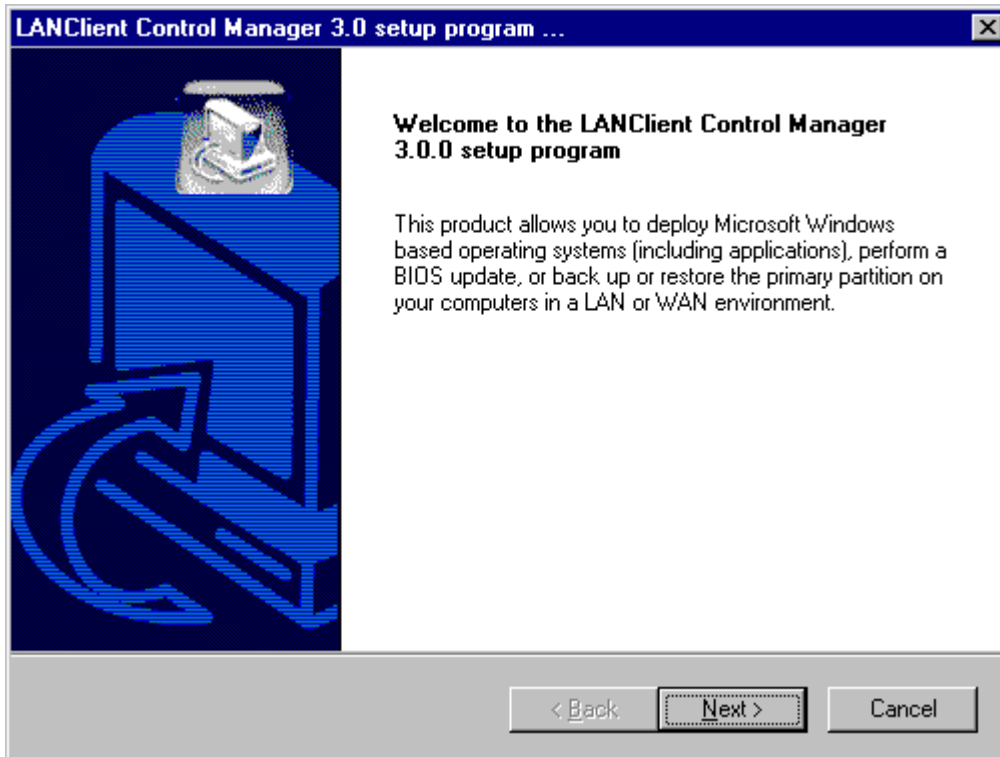 LANClient Control Manager 3.0 setup program ...
Welcome to the LANClient Control Manager
3.0.0 setup program
This product allows you to deploy Microsoft Windows
based operating systems (including applications), perform a
BIOS update, or back up or restore the primary partition on
your computers in a LAN or WAN environment.
< Back
Next >
Cancel